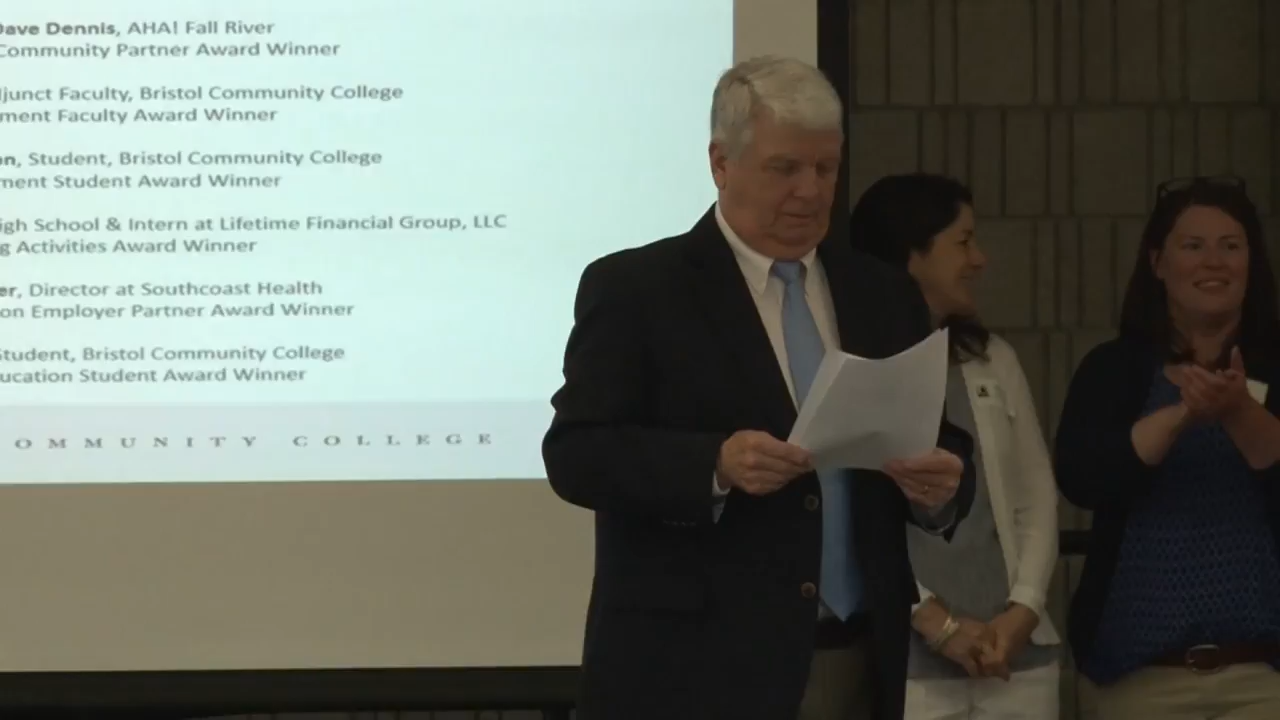 Dave Dennis, AHA! Fall River
Community Partner Award Winner
junct Faculty, Bristol Community College
ment Faculty Award Winner
on, Student, Bristol Community College
ment Student Award Winner
igh School & Intern at Lifetime Financial Group, LLC
g Activities Award Winner
er, Director at Southcoast Health
on Employer Partner Award Winner
Student, Bristol Community College
ucation Student Award Winner
OMMUNITY COLLEGE